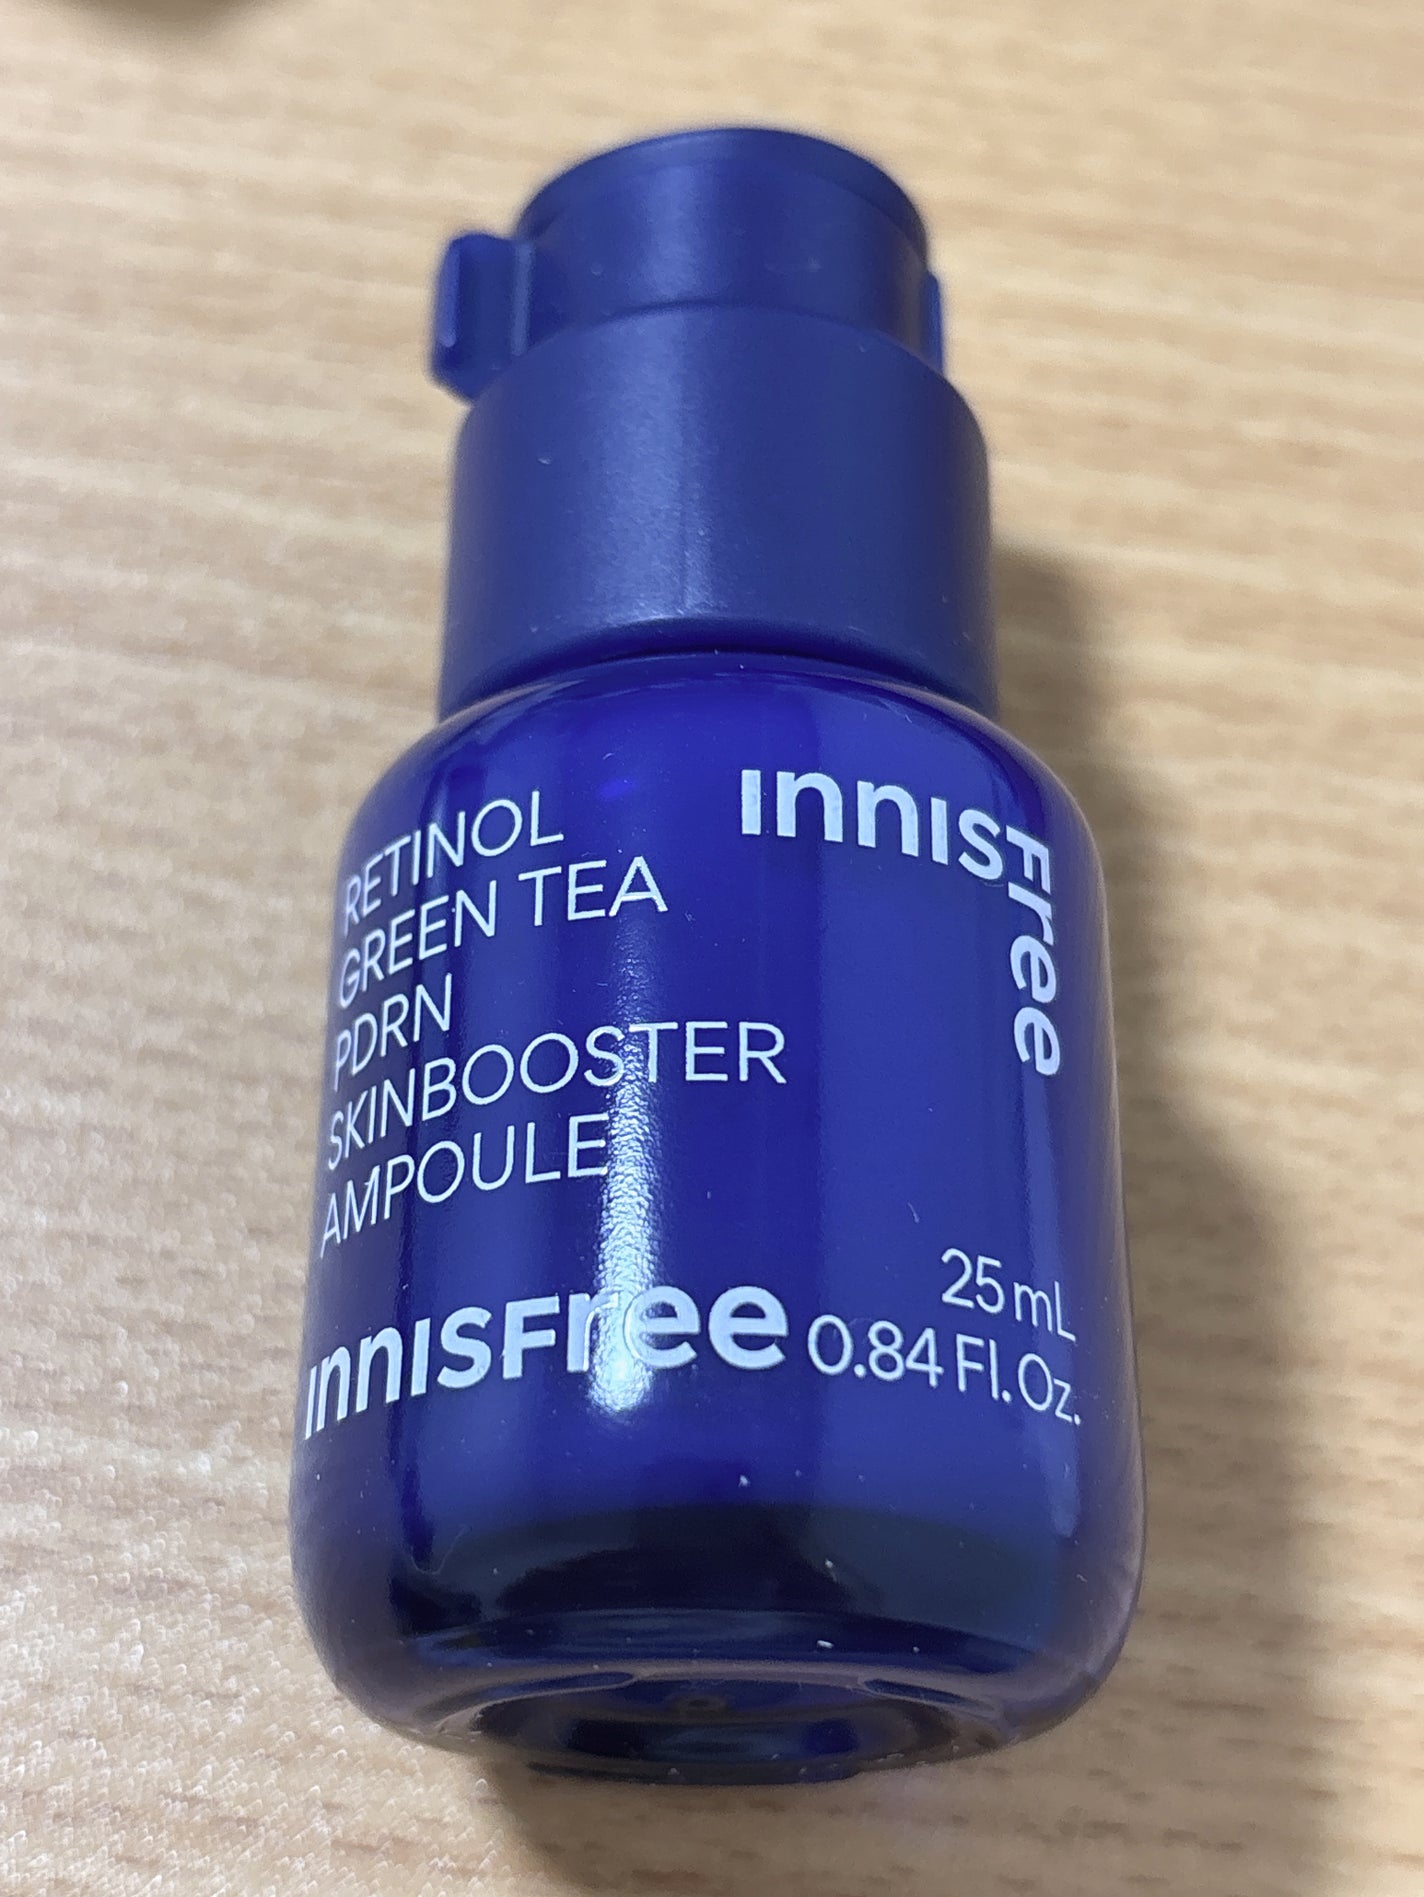 RETINOL
GREEN TEA
PDRN
SKINBOOSTER
AMPOULE
innisfree
innisfree
25 mL
0.84 Fl. Oz.